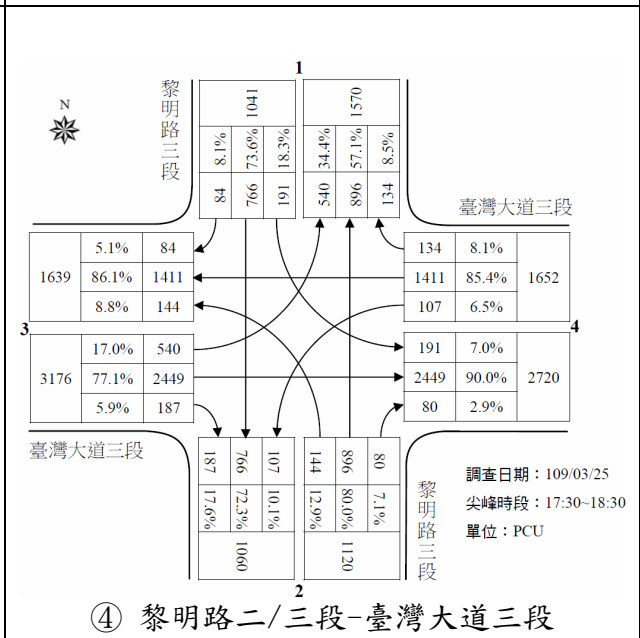 1
N
黎明路三段
1041
8.1% 73.6% 18.3%
84 766 191
1570
34.4% 57.1% 8.5%
540 896 134
臺灣大道三段
1639
5.1% 84
86.1% 1411
8.8% 144
134 8.1%
1411 85.4%
107 6.5%
1652
3
4
3176
17.0% 540
77.1% 2449
5.9% 187
191 7.0%
2449 90.0%
80 2.9%
2720
臺灣大道三段
187 766 107
17.6% 72.3% 10.1%
1060
144 896 80
12.9% 80.0% 7.1%
1120
黎明路三段
調查日期：109/03/25
尖峰時段：17:30~18:30
單位：PCU
2
④ 黎明路二/三段-臺灣大道三段